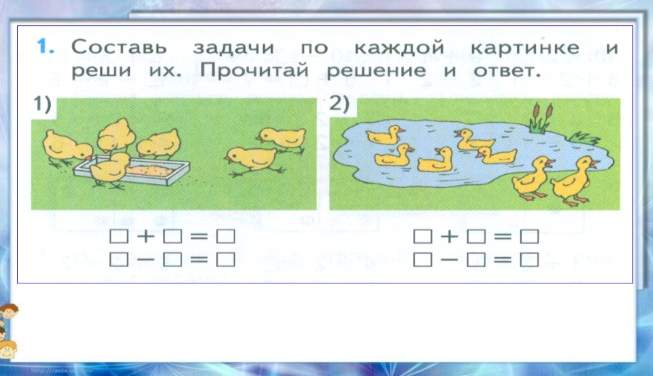 1. Составь задачи по каждой картинке и
реши их. Прочитай решение и ответ.
1) 2)
□ + □ = □ □ + □ = □
□ − □ = □ □ − □ = □